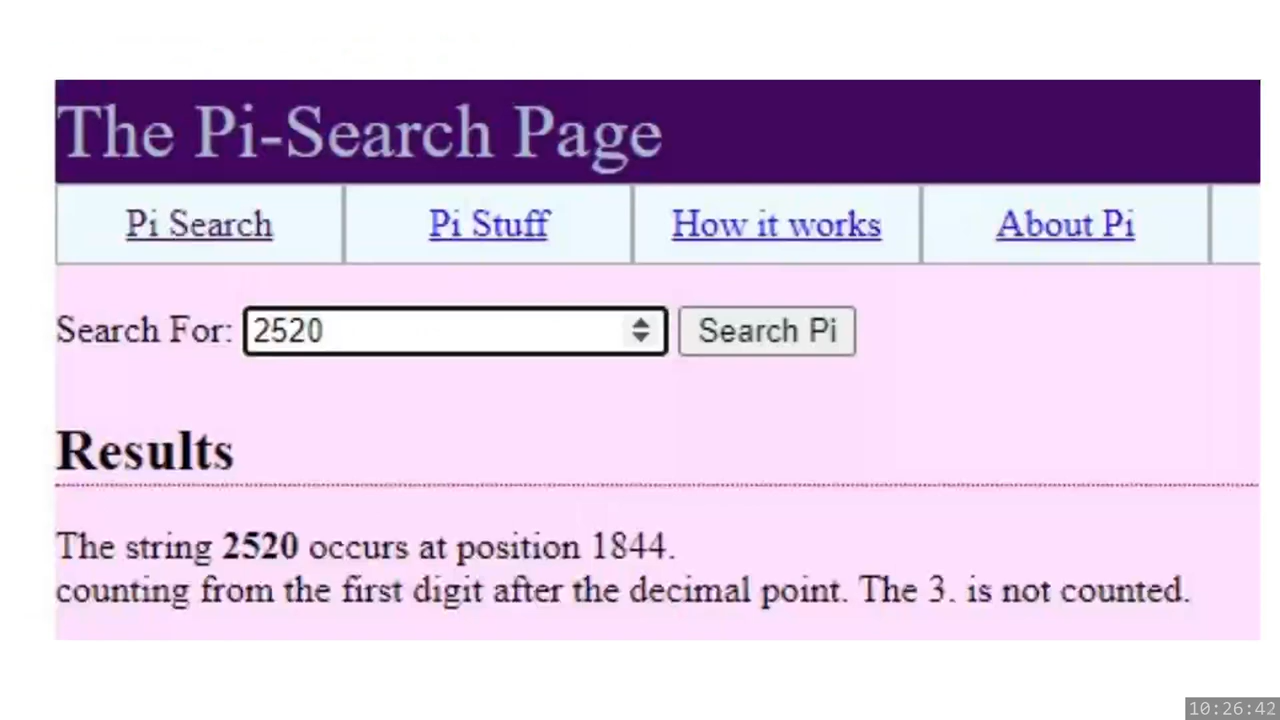 The Pi-Search Page
Pi Search Pi Stuff How it works About Pi
Search For: 2520 Search Pi
Results
The string 2520 occurs at position 1844.
counting from the first digit after the decimal point. The 3. is not counted.
10:26:42